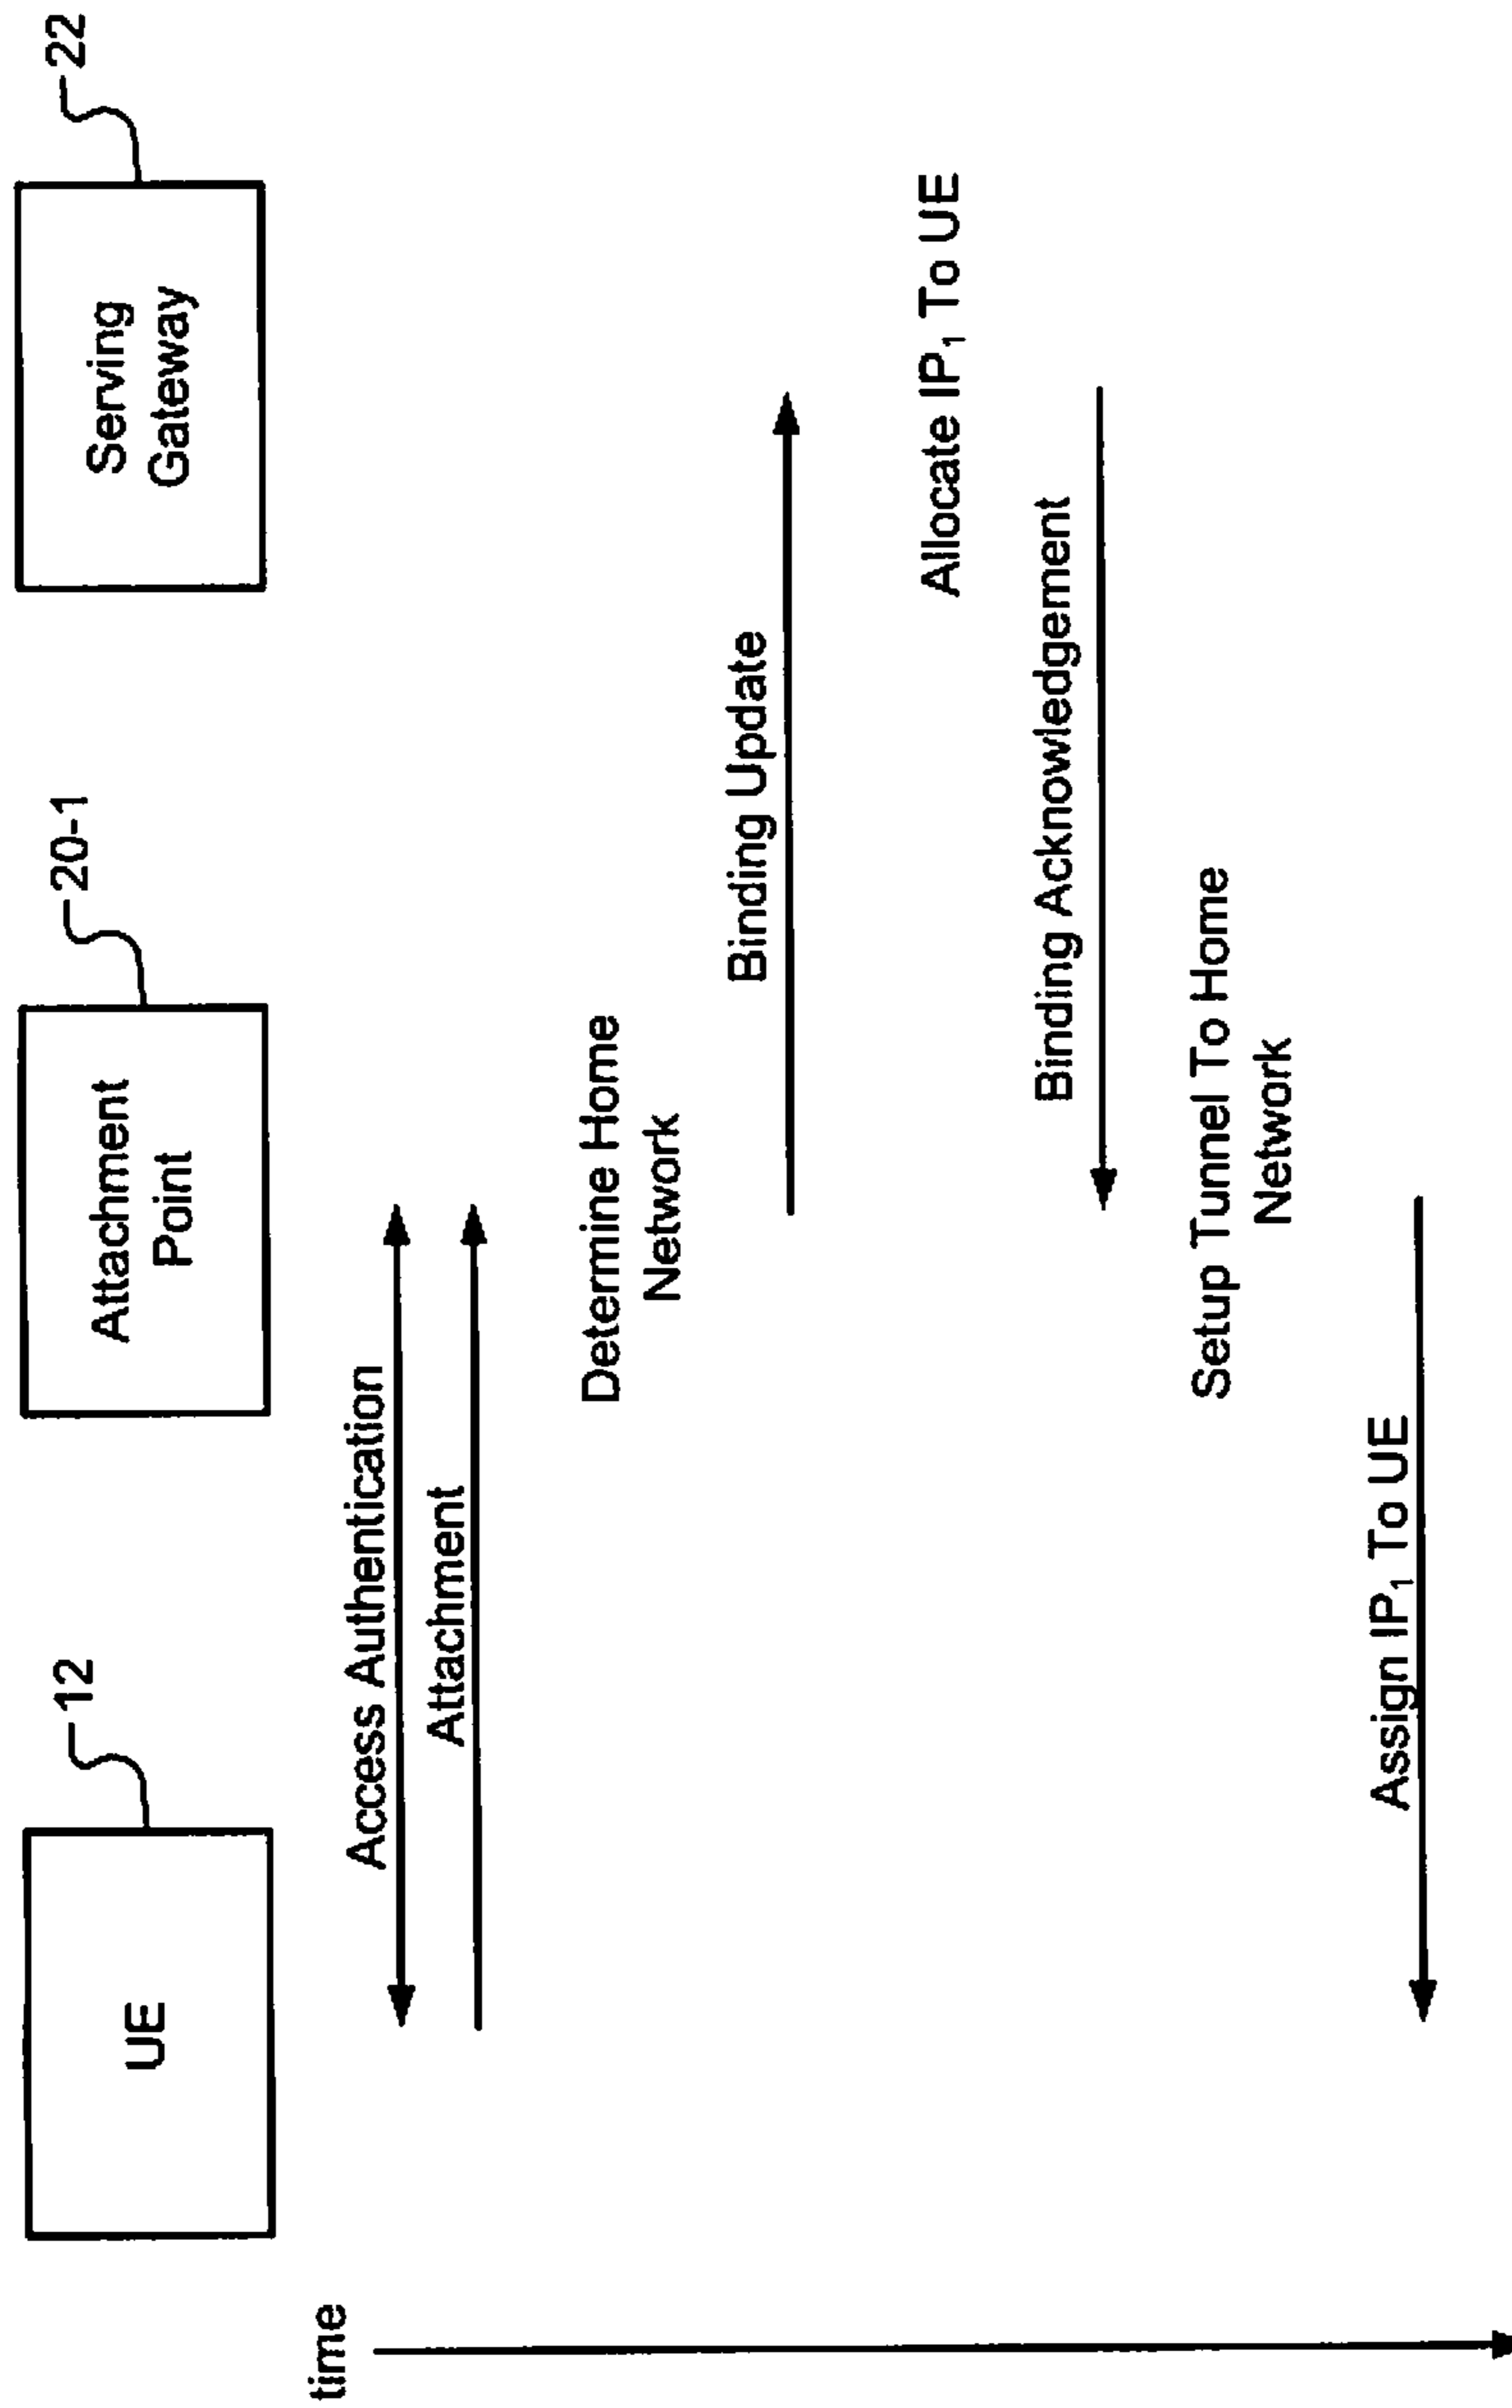 UE
12
Attachment
Point
20-1
Serving
Gateway
22
time
Access Authentication
Attachment
Determine Home
Network
Binding Update
Allocate IP₁ To UE
Binding Acknowledgement
Setup Tunnel To Home
Network
Assign IP₁ To UE